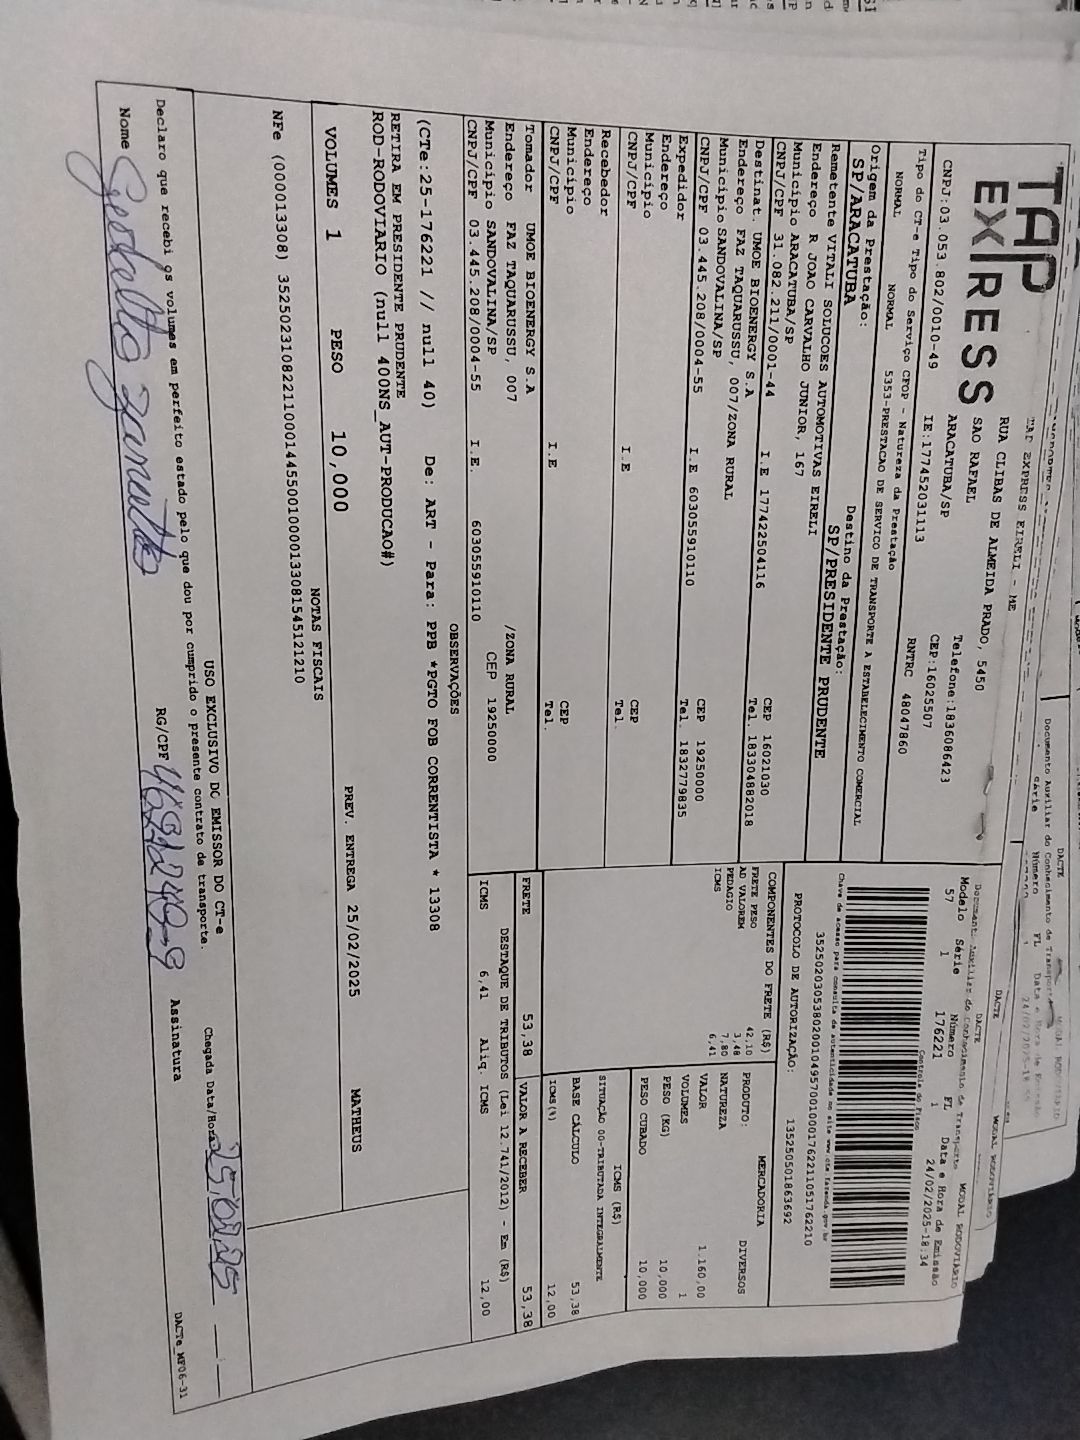 TAP
EXPRESS
TAP EXPRESS EIRELI - ME
RUA CLIBAS DE ALMEIDA PRADO, 5450
SAO RAFAEL
ARACATUBA/SP
Telefone:1836086423
CNPJ:03.053.802/0010-49
IE:177452031113
CEP:16025507
RNTRC 48047860
Tipo do CT-e Tipo do Serviço CFOP - Natureza da Prestação
NORMAL NORMAL 5353-PRESTACAO DE SERVICO DE TRANSPORTE A ESTABELECIMENTO COMERCIAL
Origem da Prestação:
SP/ARACATUBA
Destino da Prestação:
SP/PRESIDENTE PRUDENTE
Remetente VITALI SOLUCOES AUTOMOTIVAS EIRELI
Endereço R JOAO CARVALHO JUNIOR, 167
Município ARACATUBA/SP CEP 16021030
CNPJ/CPF 31.082.211/0001-44 I.E 177422504116 Tel. 183304882018
Destinat. UMOE BIOENERGY S.A
Endereço FAZ TAQUARUSSU, 007/ZONA RURAL
Município SANDOVALINA/SP CEP 19250000
CNPJ/CPF 03.445.208/0004-55 I.E 603055910110 Tel. 1832779835
Expedidor
Endereço
Município CEP
CNPJ/CPF I.E Tel.
Recebedor
Endereço
Município CEP
CNPJ/CPF I.E Tel.
Tomador UMOE BIOENERGY S.A
Endereço FAZ TAQUARUSSU, 007 /ZONA RURAL
Município SANDOVALINA/SP CEP 19250000
CNPJ/CPF 03.445.208/0004-55 I.E. 603055910110
DACTE MODAL RODOVIÁRIO
Documento Auxiliar do Conhecimento de Transporte
Modelo Série Número FL Data e Hora de Emissão
57 1 176221 1 24/02/2025-18:34
Controle do Fisco
Chave de acesso para consulta de autenticidade no site www.cte.fazenda.gov.br
35250203053802001049570010001762211051762210
PROTOCOLO DE AUTORIZAÇÃO: 135250501863692
COMPONENTES DO FRETE (R$)
FRETE PESO 42,10
AD VALOREM 3,48
PEDAGIO 7,80
ICMS 6,41
MERCADORIA
PRODUTO: DIVERSOS
NATUREZA
VALOR 1.160,00
VOLUMES 1
PESO (KG) 10,000
PESO CUBADO 10,000
ICMS (R$)
SITUAÇÃO 00-TRIBUTADA INTEGRALMENTE
BASE CÁLCULO 53,38
ICMS(%) 12,00
FRETE 53,38 VALOR A RECEBER 53,38
DESTAQUE DE TRIBUTOS (Lei 12.741/2012) - Em (R$)
ICMS 6,41 Aliq. ICMS 12,00
OBSERVAÇÕES
(CTe:25-176221 // null 40) De: ART - Para: PPB *PGTO FOB CORRENTISTA * 13308
RETIRA EM PRESIDENTE PRUDENTE
ROD-RODOVIARIO (null 400NS_AUT-PRODUCAO#)
VOLUMES 1 PESO 10,000 PREV. ENTREGA 25/02/2025 MATHEUS
NOTAS FISCAIS
NFe (000013308) 35250231082211000144550010000133081545121210
USO EXCLUSIVO DO EMISSOR DO CT-e
Declaro que recebi os volumes em perfeito estado pelo que dou por cumprido o presente contrato de transporte.
Chegada Data/Hora
Nome RG/CPF Assinatura
DACTe_MF06-31